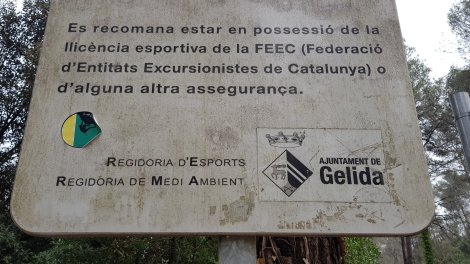 Es recomana estar en possessió de la
llicència esportiva de la FEEC (Federació
d'Entitats Excursionistes de Catalunya) o
d'alguna altra assegurança.
REGIDORIA D'ESPORTS
REGIDORIA DE MEDI AMBIENT
AJUNTAMENT DE
Gelida